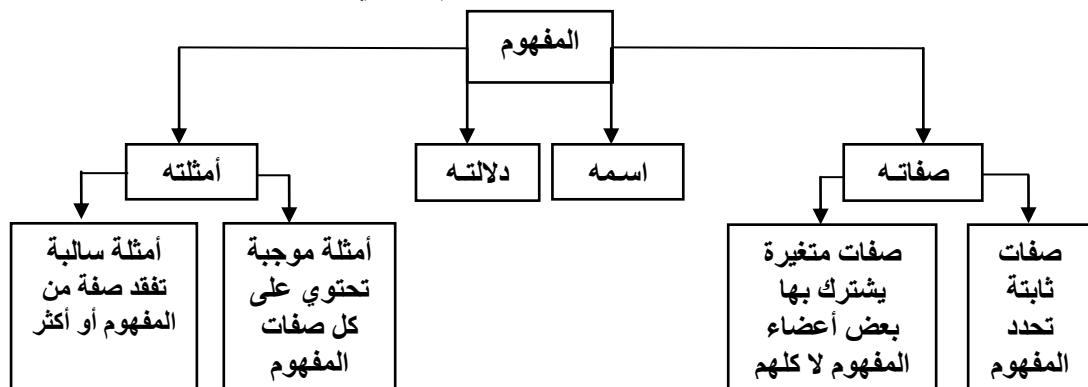 المفهوم
صفاتـه
اسـمه
دلالتـه
أمثلته
صفات
ثابتة
تحدد
المفهوم
صفات متغيرة
يشترك بها
بعض أعضاء
المفهوم لا كلهم
أمثلة موجبة
تحتوي على
كل صفات
المفهوم
أمثلة سالبة
تفقد صفة من
المفهوم أو أكثر